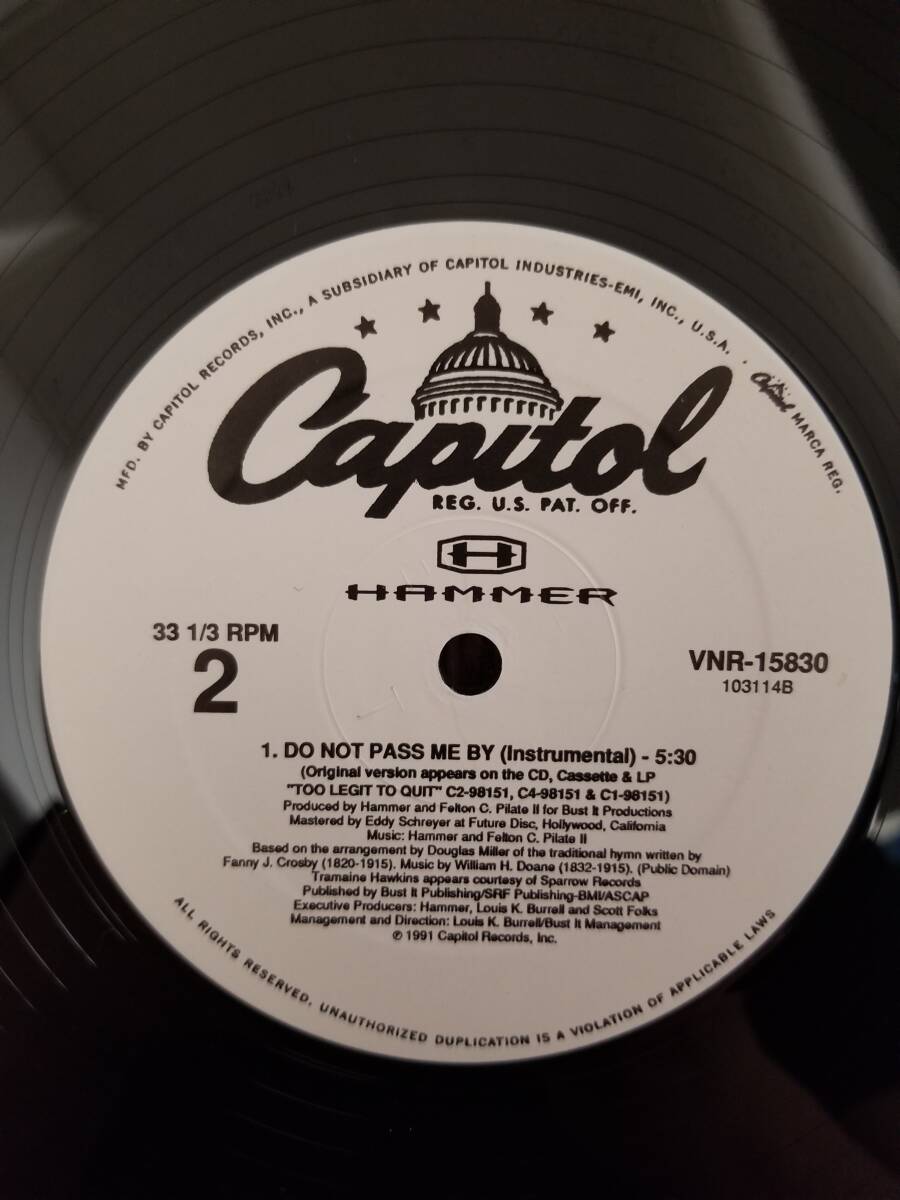 MFD. BY CAPITOL RECORDS, INC., A SUBSIDIARY OF CAPITOL INDUSTRIES-EMI, INC., U.S.A. · Capitol MARCA REG.
Capitol
REG. U.S. PAT. OFF.
H
HAMMER
33 1/3 RPM
2
VNR-15830
103114B
1. DO NOT PASS ME BY (Instrumental) - 5:30
(Original version appears on the CD, Cassette & LP
"TOO LEGIT TO QUIT" C2-98151, C4-98151 & C1-98151)
Produced by Hammer and Felton C. Pilate II for Bust It Productions
Mastered by Eddy Schreyer at Future Disc, Hollywood, California
Music: Hammer and Felton C. Pilate II
Based on the arrangement by Douglas Miller of the traditional hymn written by
Fanny J. Crosby (1820-1915). Music by William H. Doane (1832-1915). (Public Domain)
Tramaine Hawkins appears courtesy of Sparrow Records
Published by Bust It Publishing/SRF Publishing-BMI/ASCAP
Executive Producers: Hammer, Louis K. Burrell and Scott Folks
Management and Direction: Louis K. Burrell/Bust It Management
℗ 1991 Capitol Records, Inc.
ALL RIGHTS RESERVED. UNAUTHORIZED DUPLICATION IS A VIOLATION OF APPLICABLE LAWS